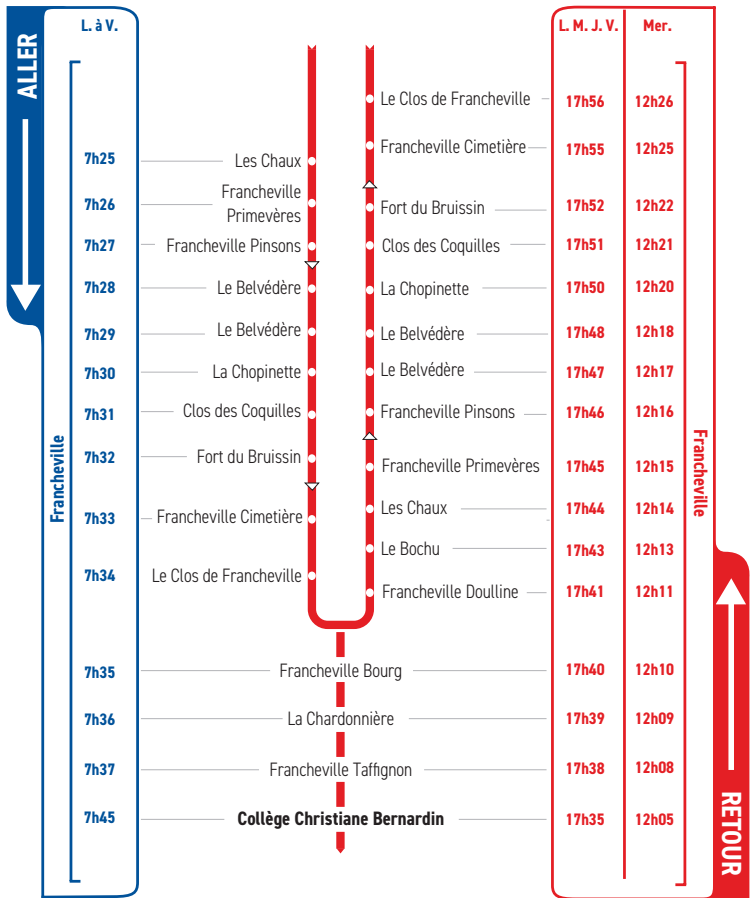 ALLER
L. à V.
L. M. J. V. Mer.
Le Clos de Francheville 17h56 12h26
Francheville Cimetière 17h55 12h25
7h25 Les Chaux
7h26 Francheville
Primevères
Fort du Bruissin 17h52 12h22
7h27 Francheville Pinsons
Clos des Coquilles 17h51 12h21
7h28 Le Belvédère
La Chopinette 17h50 12h20
7h29 Le Belvédère
Le Belvédère 17h48 12h18
7h30 La Chopinette
Le Belvédère 17h47 12h17
7h31 Clos des Coquilles
Francheville Pinsons 17h46 12h16
7h32 Fort du Bruissin
Francheville Primevères 17h45 12h15
Francheville
Francheville
7h33 Francheville Cimetière
Les Chaux 17h44 12h14
Le Bochu 17h43 12h13
7h34 Le Clos de Francheville
Francheville Doulline 17h41 12h11
7h35 Francheville Bourg 17h40 12h10
7h36 La Chardonnière 17h39 12h09
7h37 Francheville Taffignon 17h38 12h08
7h45 Collège Christiane Bernardin 17h35 12h05
RETOUR